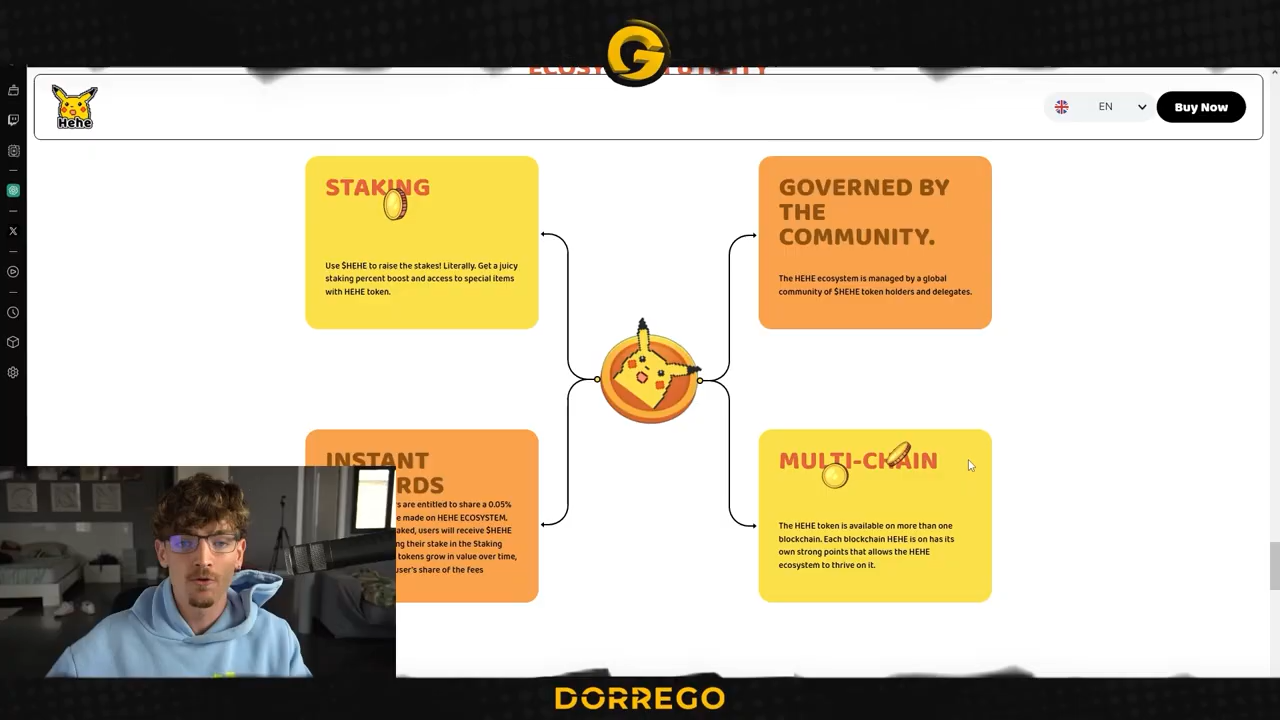 ECOSYSTEM UTILITY
Hehe
EN
Buy Now
STAKING
Use $HEHE to raise the stakes! Literally. Get a juicy
staking percent boost and access to special items
with HEHE token.
GOVERNED BY
THE
COMMUNITY.
The HEHE ecosystem is managed by a global
community of $HEHE token holders and delegates.
INSTANT
RDS
s are entitled to share a 0.05%
e made on HEHE ECOSYSTEM.
aked, users will receive $HEHE
ng their stake in the Staking
tokens grow in value over time,
user's share of the fees
MULTI-CHAIN
The HEHE token is available on more than one
blockchain. Each blockchain HEHE is on has its
own strong points that allows the HEHE
ecosystem to thrive on it.
DORREGO